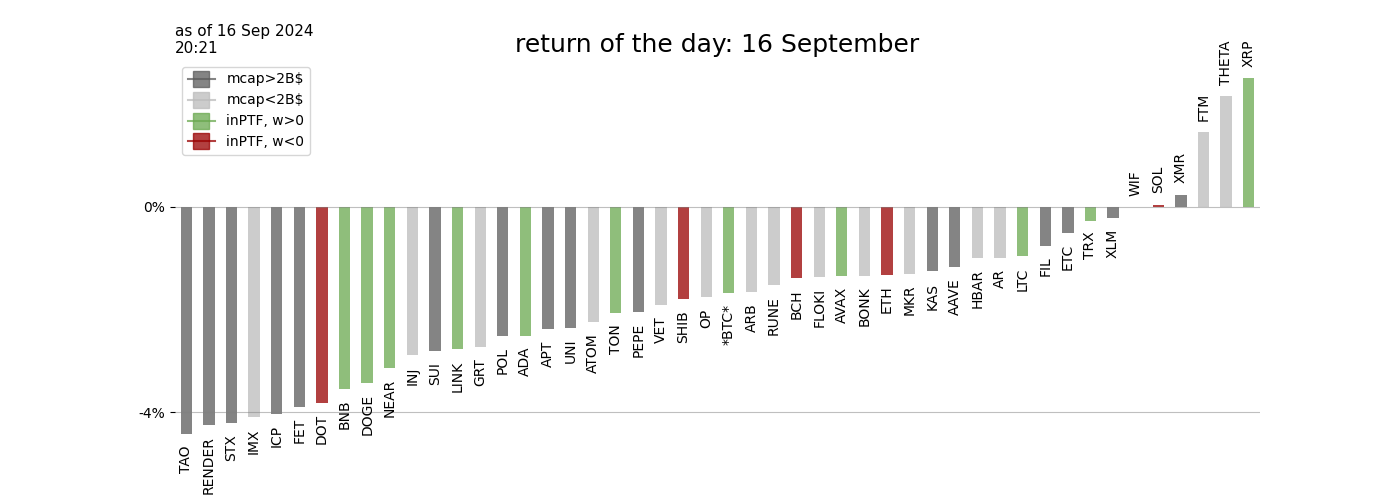 as of 16 Sep 2024
20:21
return of the day: 16 September
mcap>2B$
mcap<2B$
inPTF, w>0
inPTF, w<0
0%
-4%
TAO
RENDER
STX
IMX
ICP
FET
DOT
BNB
DOGE
NEAR
INJ
SUI
LINK
GRT
POL
ADA
APT
UNI
ATOM
TON
PEPE
VET
SHIB
OP
*BTC*
ARB
RUNE
BCH
FLOKI
AVAX
BONK
ETH
MKR
KAS
AAVE
HBAR
AR
LTC
FIL
ETC
TRX
XLM
WIF
SOL
XMR
FTM
THETA
XRP